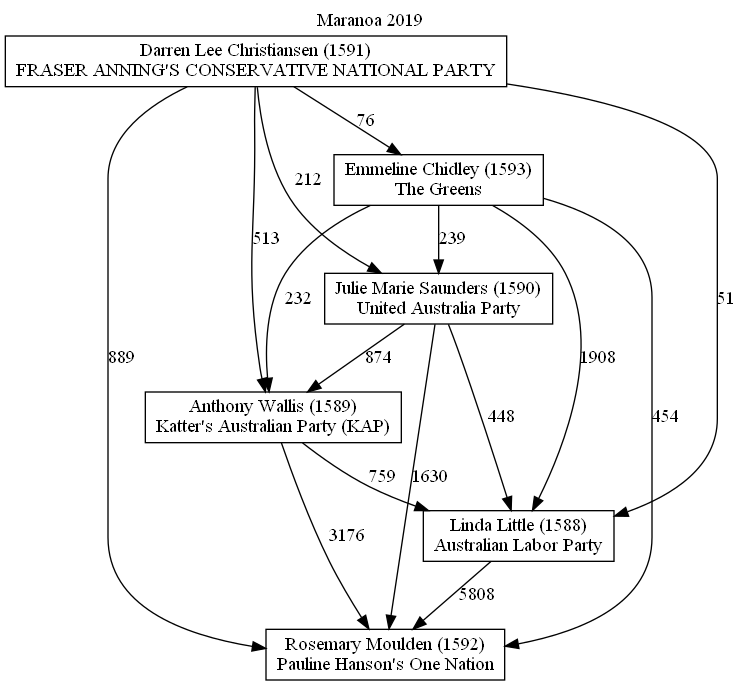 Maranoa 2019
Darren Lee Christiansen (1591)
FRASER ANNING'S CONSERVATIVE NATIONAL PARTY
76
Emmeline Chidley (1593)
The Greens
212
513
239
232
51
Julie Marie Saunders (1590)
United Australia Party
889
874
1908
Anthony Wallis (1589)
Katter's Australian Party (KAP)
448
454
759
1630
Linda Little (1588)
Australian Labor Party
3176
5808
Rosemary Moulden (1592)
Pauline Hanson's One Nation